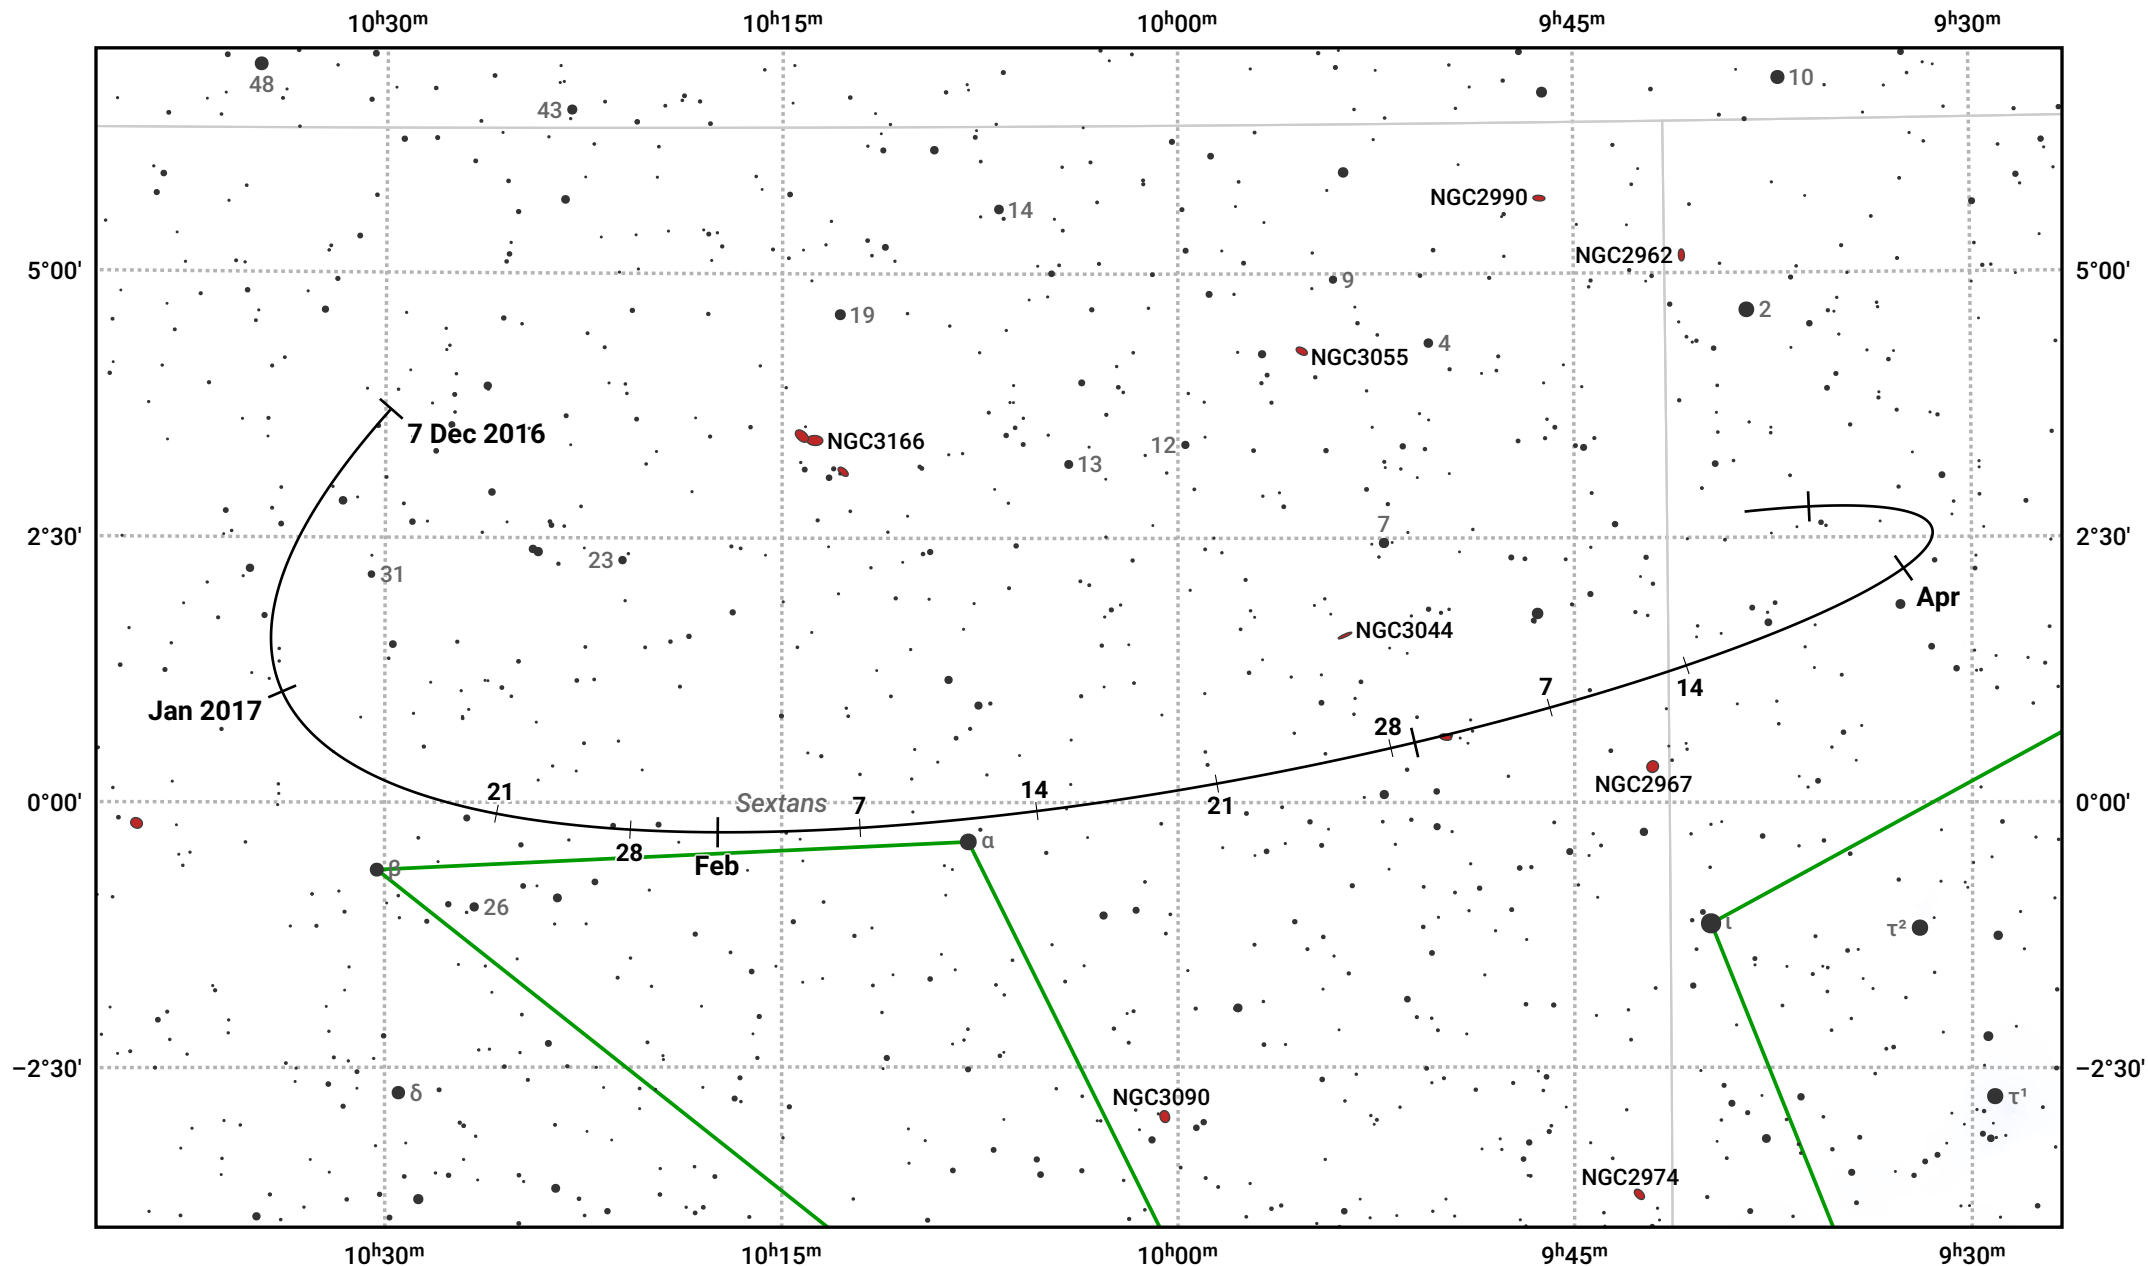 10ʰ30ᵐ 10ʰ15ᵐ 10ʰ00ᵐ 9ʰ45ᵐ 9ʰ30ᵐ
48
43
10
14
NGC2990
NGC2962
5°00' 5°00'
9
2
19
4
NGC3055
7 Dec 2016
NGC3166
12
13
7
2°30' 2°30'
23
31
Apr
NGC3044
7
14
Jan 2017
28
NGC2967
21
14
0°00' Sextans 7 21 0°00'
α
28
Feb
β
26
ι
τ²
−2°30' −2°30'
δ
NGC3090
τ¹
NGC2974
10ʰ30ᵐ 10ʰ15ᵐ 10ʰ00ᵐ 9ʰ45ᵐ 9ʰ30ᵐ